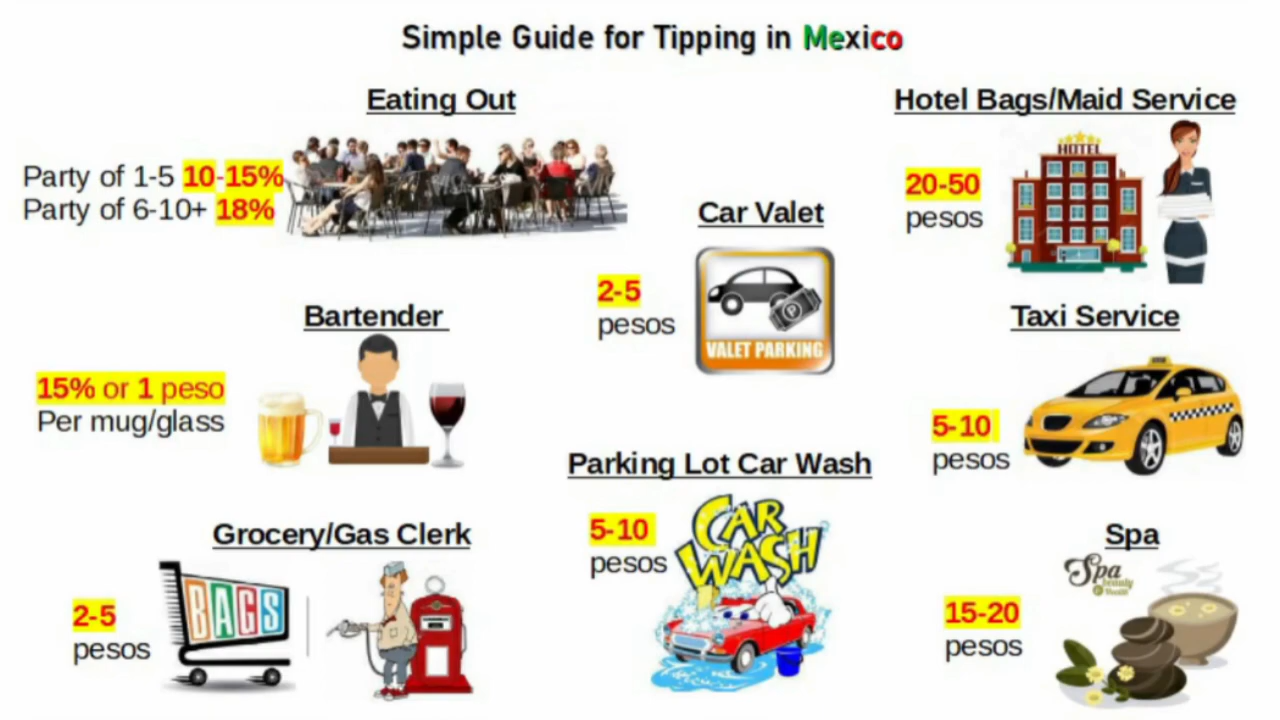 Simple Guide for Tipping in Mexico
Eating Out
Party of 1-5 10-15%
Party of 6-10+ 18%
Hotel Bags/Maid Service
20-50
pesos
HOTEL
Car Valet
2-5
pesos
P
VALET PARKING
Bartender
15% or 1 peso
Per mug/glass
Taxi Service
5-10
pesos
Parking Lot Car Wash
5-10
pesos
CAR
WASH
Grocery/Gas Clerk
2-5
pesos
BAGS
Spa
15-20
pesos
Spa
beauty
& Health